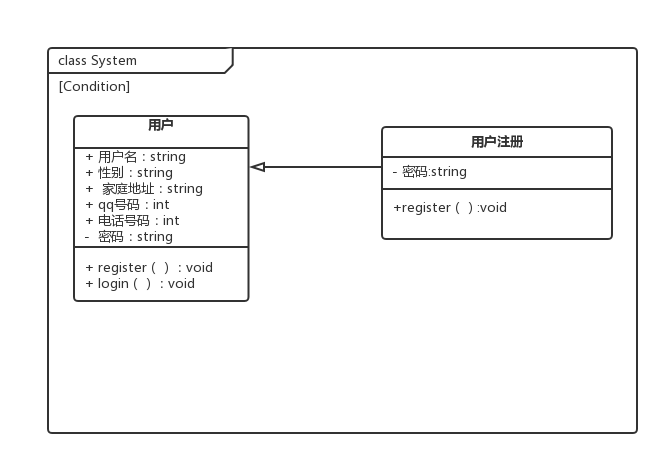 class System
[Condition]
用户
+ 用户名：string
+ 性别：string
+ 家庭地址：string
+ qq号码：int
+ 电话号码：int
- 密码：string
+ register（ ）：void
+ login（ ）：void
用户注册
- 密码:string
+register（ ）:void